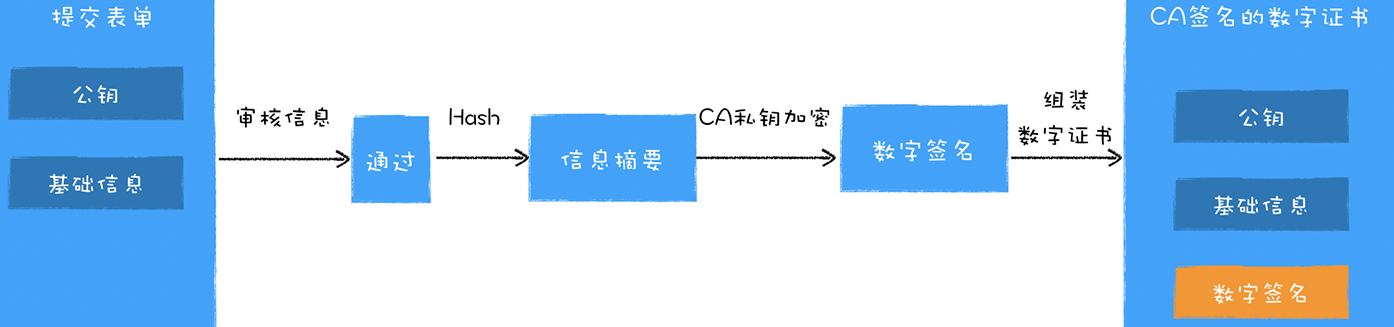 提交表单
公钥
基础信息
审核信息
通过
Hash
信息摘要
CA私钥加密
数字签名
组装
数字证书
CA签名的数字证书
公钥
基础信息
数字签名